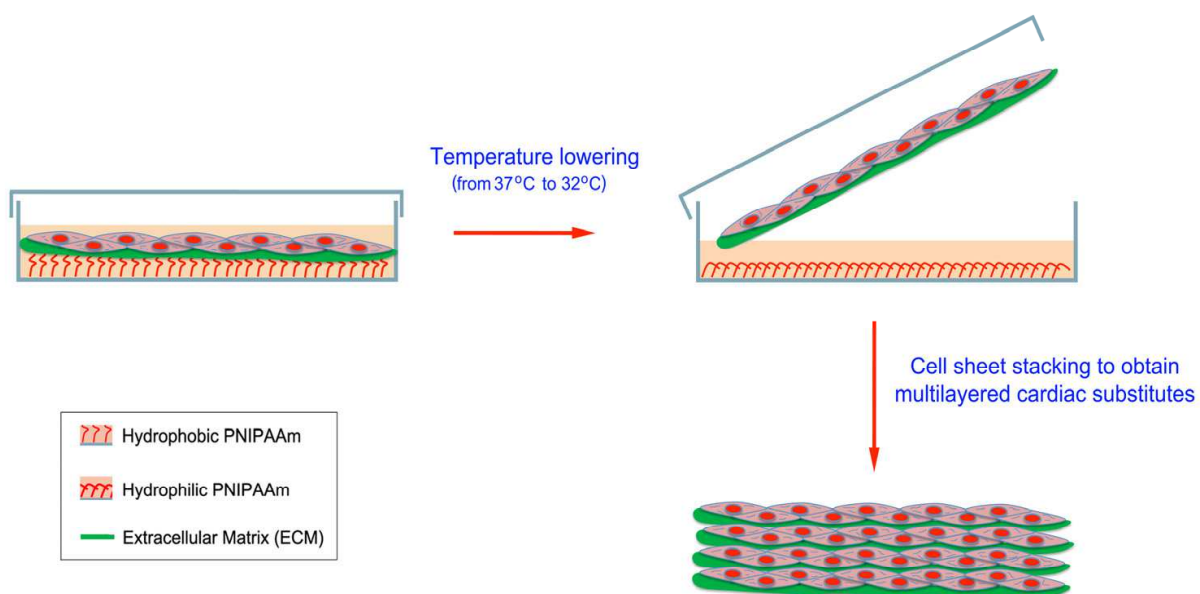 Temperature lowering
(from 37°C to 32°C)
Cell sheet stacking to obtain
multilayered cardiac substitutes
Hydrophobic PNIPAAm
Hydrophilic PNIPAAm
Extracellular Matrix (ECM)